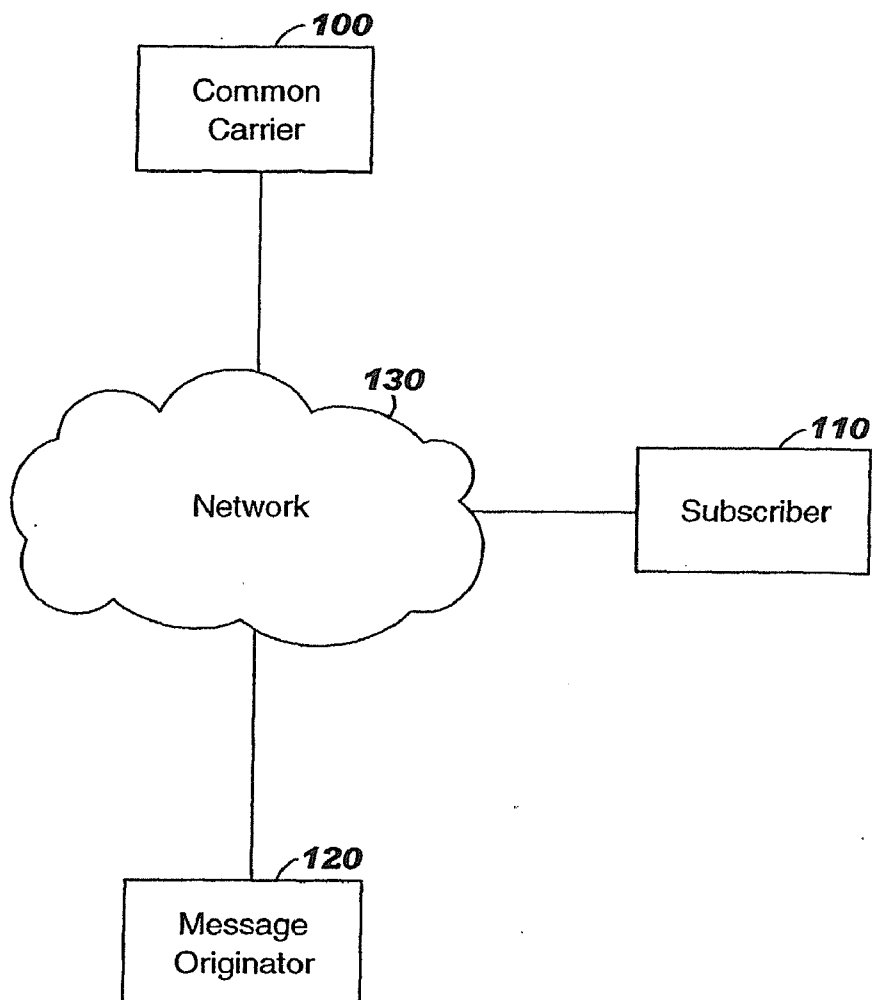 100
Common
Carrier
130
Network
110
Subscriber
120
Message
Originator